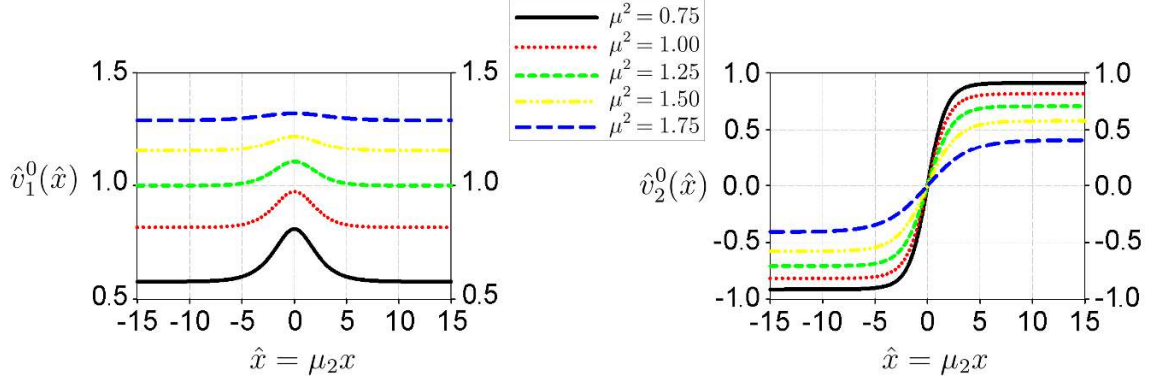 μ² = 0.75
μ² = 1.00
μ² = 1.25
μ² = 1.50
μ² = 1.75
1.5 1.5
1.0 1.0
0.5 0.5
-15 -10 -5 0 5 10 15
v̂₁⁰(x̂)
x̂ = μ₂x
1.0 1.0
0.5 0.5
0.0 0.0
-0.5 -0.5
-1.0 -1.0
-15 -10 -5 0 5 10 15
v̂₂⁰(x̂)
x̂ = μ₂x